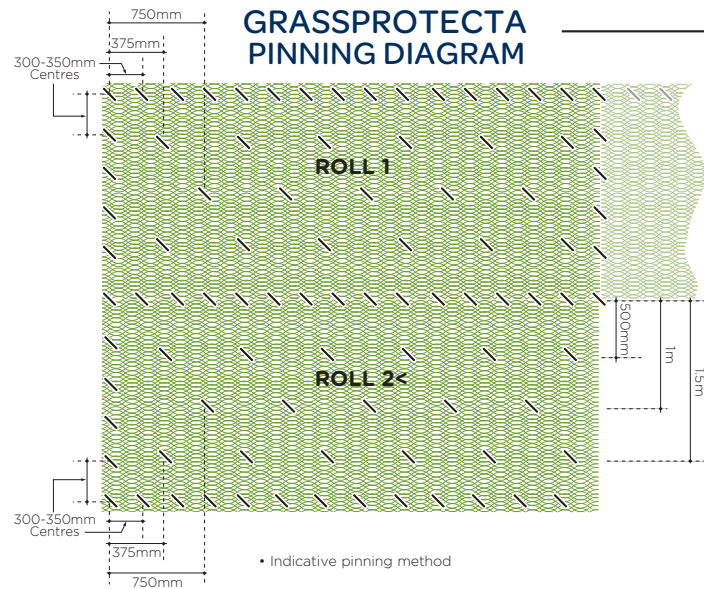 GRASSPROTECTA
PINNING DIAGRAM
750mm
375mm
300-350mm
Centres
ROLL 1
500mm
1m
1.5m
ROLL 2<
300-350mm
Centres
375mm
750mm
• Indicative pinning method